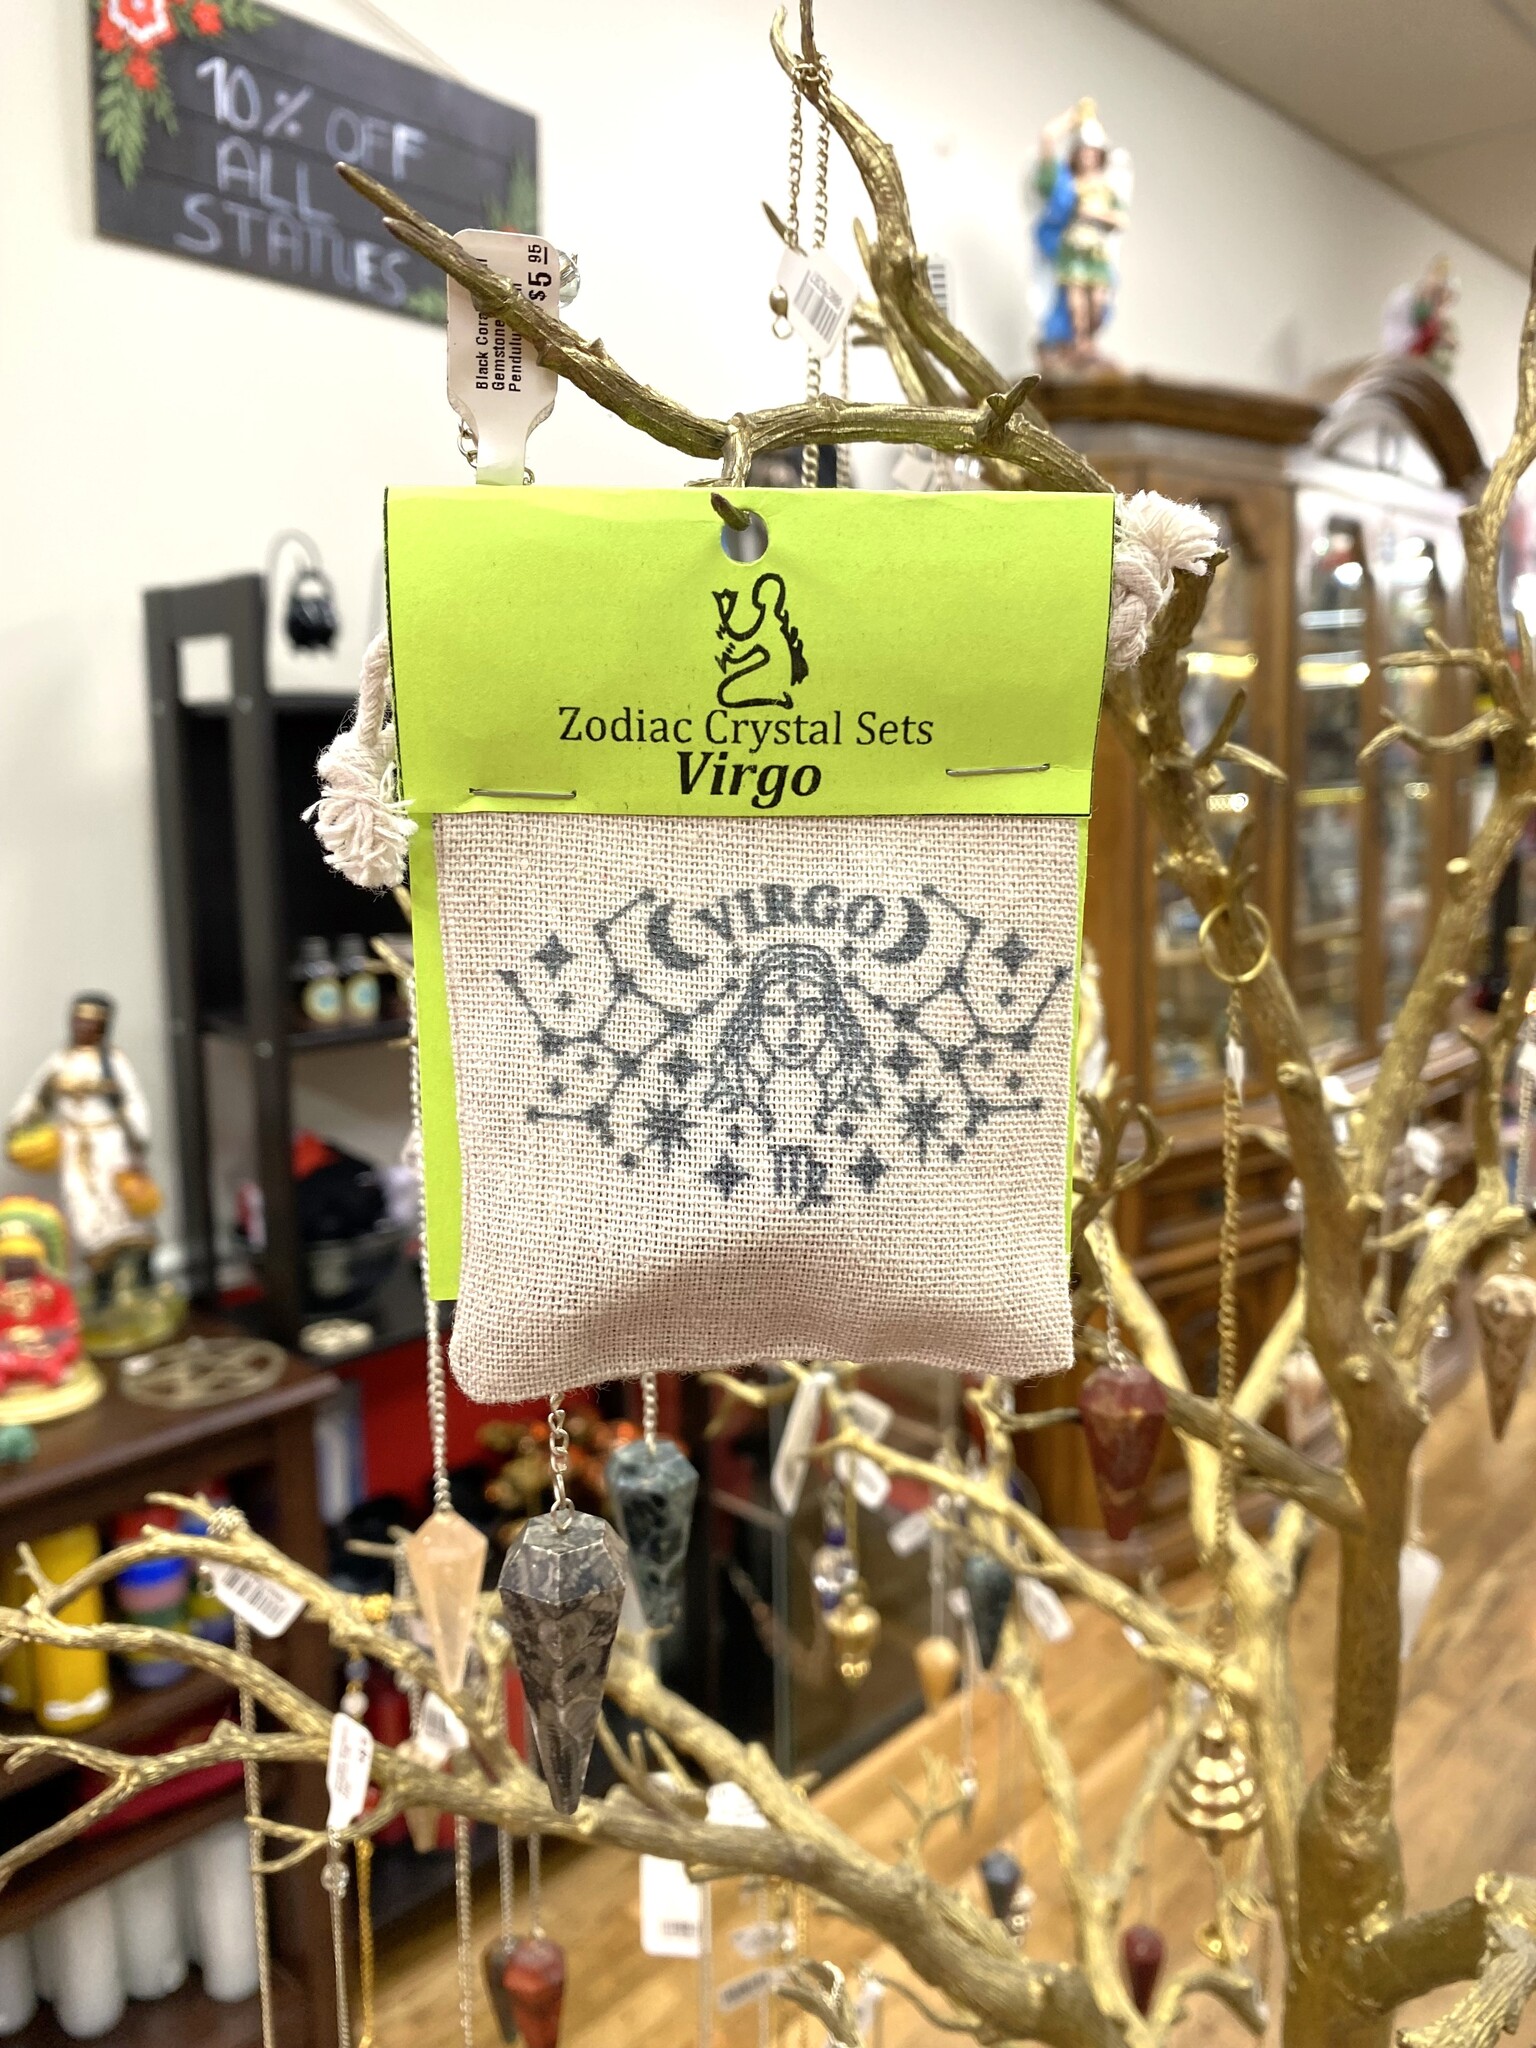 10% OFF
ALL
STATUES
Black Coral
Gemstone
Pendulum
$5 95
Zodiac Crystal Sets
Virgo
VIRGO